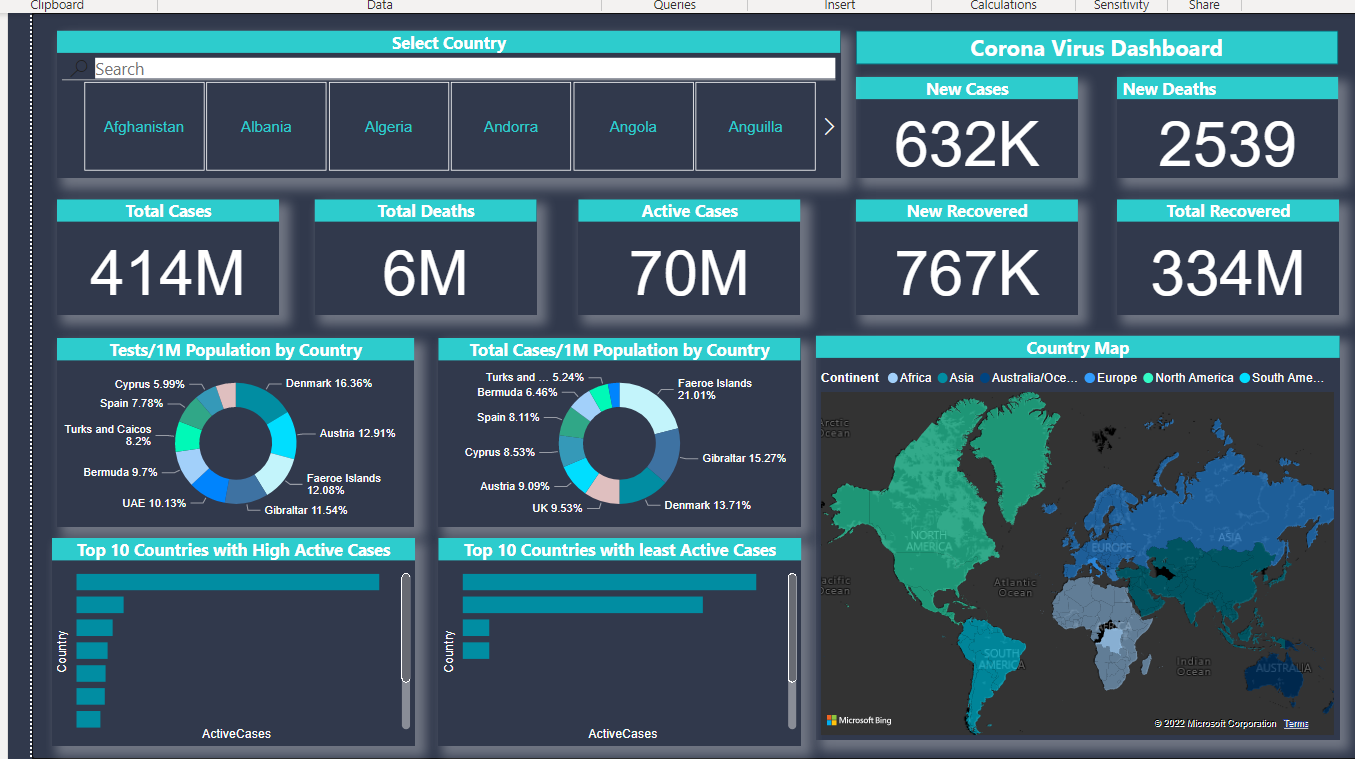 Clipboard
Data
Queries
Insert
Calculations
Sensitivity
Share
Select Country
Search
Afghanistan
Albania
Algeria
Andorra
Angola
Anguilla
Corona Virus Dashboard
New Cases
632K
New Deaths
2539
Total Cases
414M
Total Deaths
6M
Active Cases
70M
New Recovered
767K
Total Recovered
334M
Tests/1M Population by Country
Cyprus 5.99%
Denmark 16.36%
Spain 7.78%
Turks and Caicos
8.2%
Austria 12.91%
Bermuda 9.7%
Faeroe Islands
12.08%
UAE 10.13%
Gibraltar 11.54%
Total Cases/1M Population by Country
Turks and ... 5.24%
Bermuda 6.46%
Faeroe Islands
21.01%
Spain 8.11%
Cyprus 8.53%
Gibraltar 15.27%
Austria 9.09%
UK 9.53%
Denmark 13.71%
Country Map
Continent Africa Asia Australia/Oce... Europe North America South Ame...
Arctic
Ocean
NORTH
AMERICA
EUROPE
ASIA
Pacific
Ocean
Atlantic
Ocean
SOUTH
AMERICA
Indian
Ocean
AUSTRALIA
Microsoft Bing
© 2022 Microsoft Corporation Terms
Top 10 Countries with High Active Cases
Country
ActiveCases
Top 10 Countries with least Active Cases
Country
ActiveCases